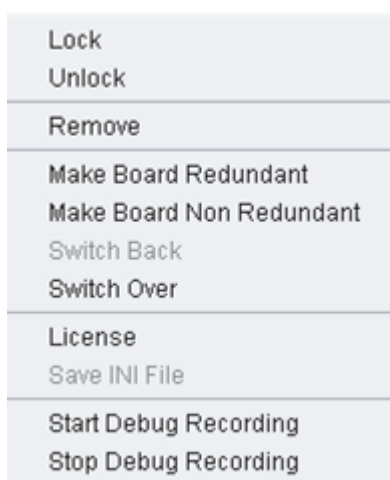 Lock
Unlock
Remove
Make Board Redundant
Make Board Non Redundant
Switch Back
Switch Over
License
Save INI File
Start Debug Recording
Stop Debug Recording